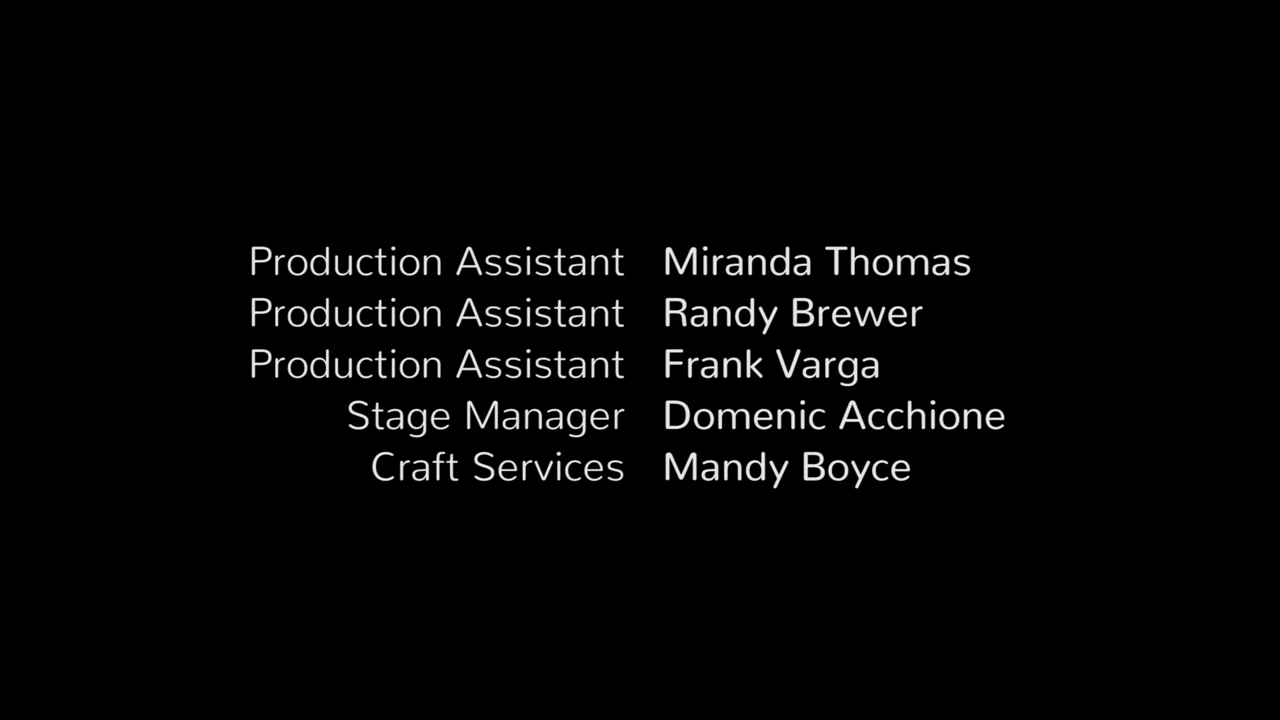 Production Assistant Miranda Thomas
Production Assistant Randy Brewer
Production Assistant Frank Varga
Stage Manager Domenic Acchione
Craft Services Mandy Boyce